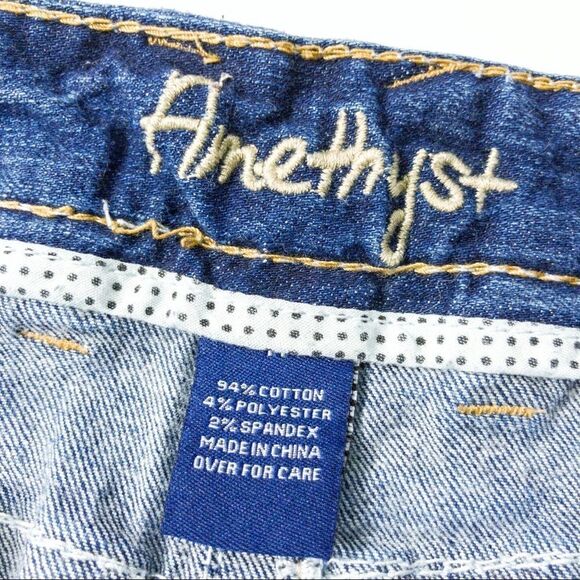 Amethyst
94% COTTON
4% POLYESTER
2% SPANDEX
MADE IN CHINA
OVER FOR CARE